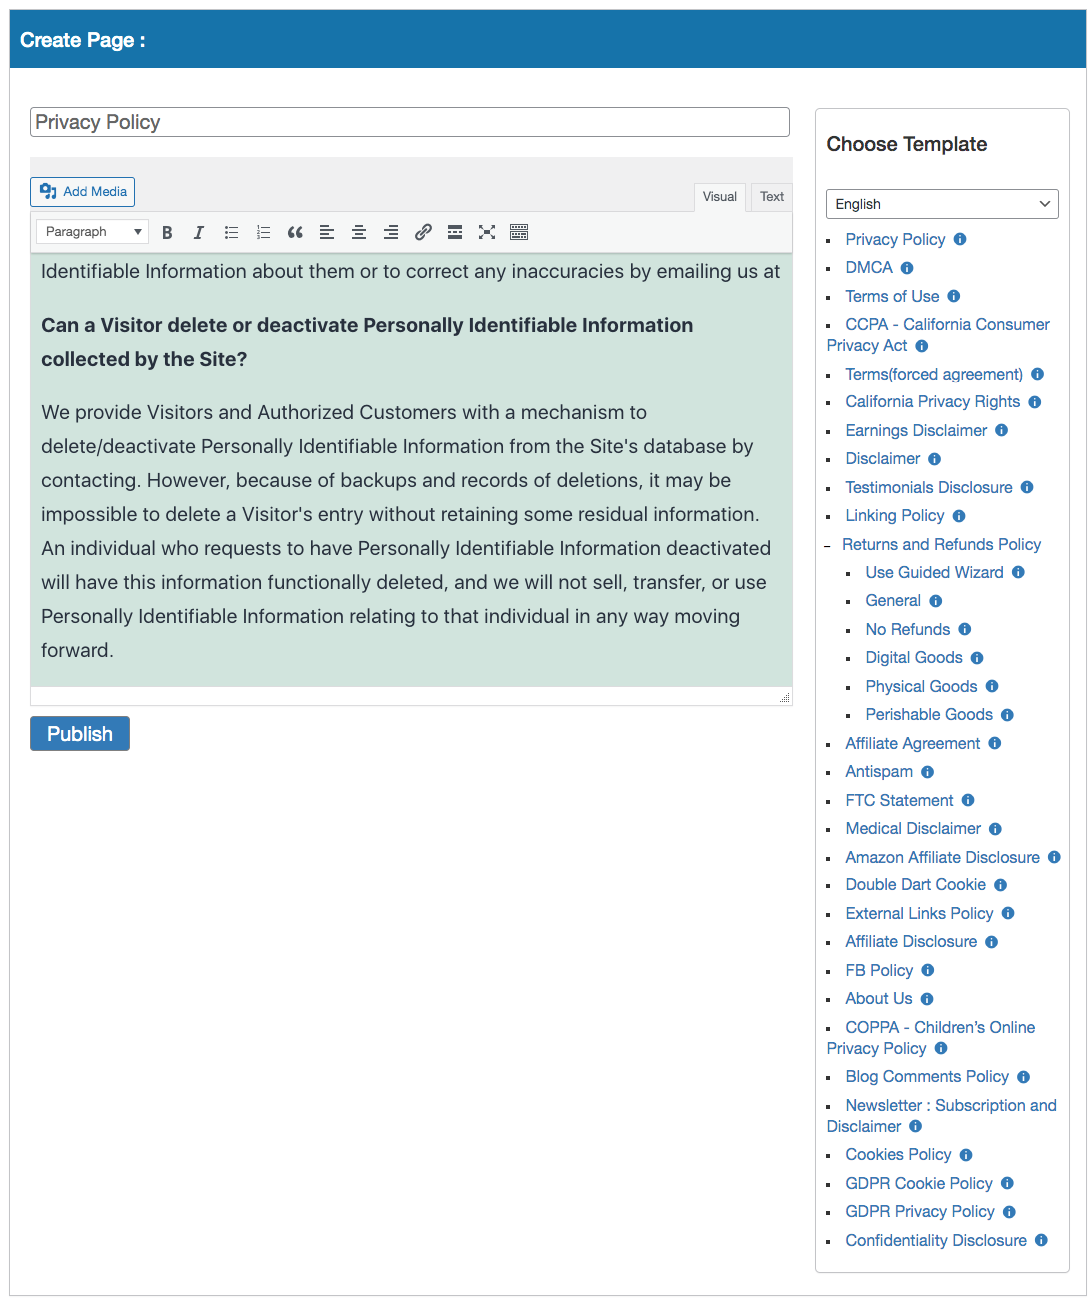 Create Page :
Privacy Policy
Add Media
Visual
Text
Paragraph
B
I
Identifiable Information about them or to correct any inaccuracies by emailing us at
Can a Visitor delete or deactivate Personally Identifiable Information
collected by the Site?
We provide Visitors and Authorized Customers with a mechanism to
delete/deactivate Personally Identifiable Information from the Site's database by
contacting. However, because of backups and records of deletions, it may be
impossible to delete a Visitor's entry without retaining some residual information.
An individual who requests to have Personally Identifiable Information deactivated
will have this information functionally deleted, and we will not sell, transfer, or use
Personally Identifiable Information relating to that individual in any way moving
forward.
Publish
Choose Template
English
Privacy Policy
DMCA
Terms of Use
CCPA - California Consumer
Privacy Act
Terms(forced agreement)
California Privacy Rights
Earnings Disclaimer
Disclaimer
Testimonials Disclosure
Linking Policy
Returns and Refunds Policy
Use Guided Wizard
General
No Refunds
Digital Goods
Physical Goods
Perishable Goods
Affiliate Agreement
Antispam
FTC Statement
Medical Disclaimer
Amazon Affiliate Disclosure
Double Dart Cookie
External Links Policy
Affiliate Disclosure
FB Policy
About Us
COPPA - Children’s Online
Privacy Policy
Blog Comments Policy
Newsletter : Subscription and
Disclaimer
Cookies Policy
GDPR Cookie Policy
GDPR Privacy Policy
Confidentiality Disclosure